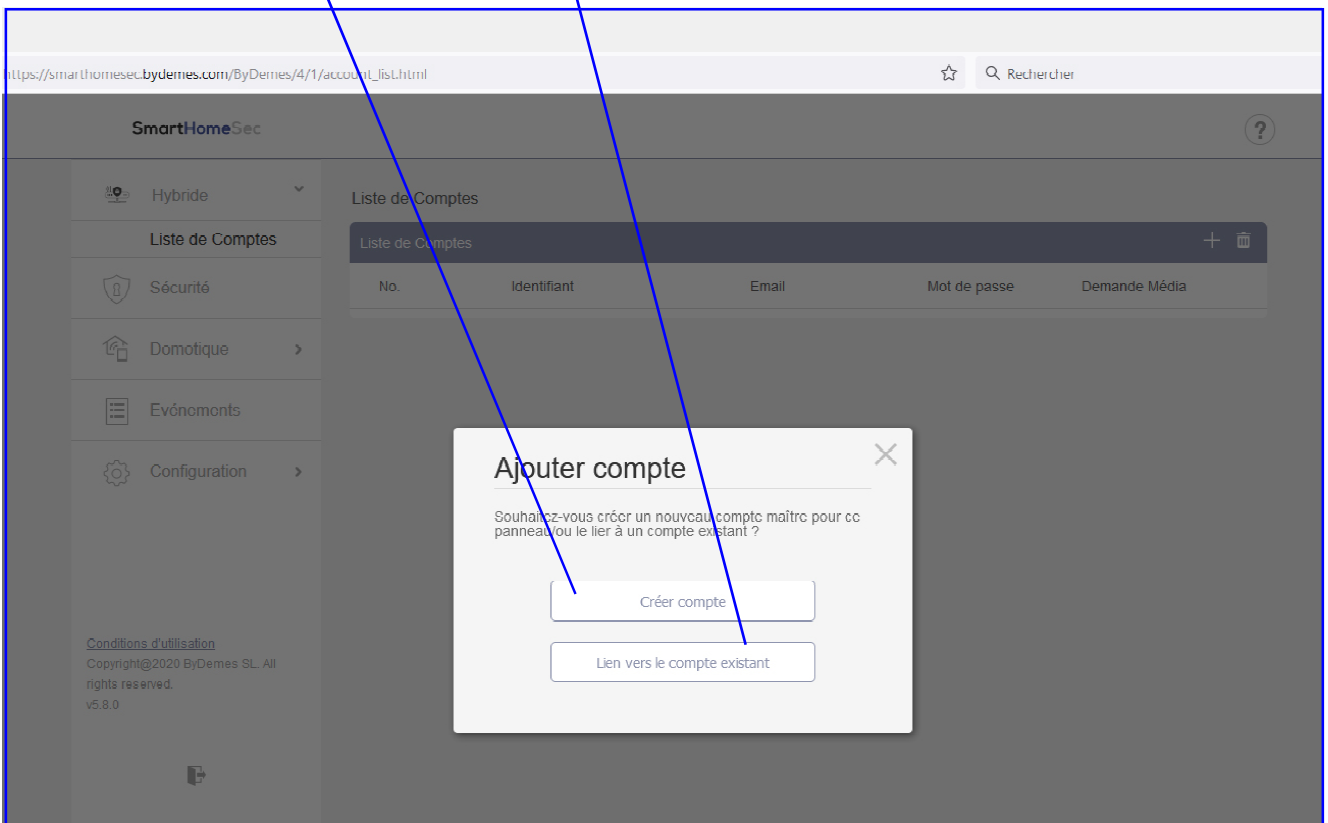 https://smarthomesec.bydemes.com/ByDemes/4/1/account_list.html
Rechercher
SmartHomeSec
?
Hybride
Liste de Comptes
Sécurité
Domotique
Evénements
Configuration
Conditions d'utilisation
Copyright@2020 ByDemes SL. All
rights reserved.
v5.8.0
Liste de Comptes
Liste de Comptes
No. Identifiant Email Mot de passe Demande Média
Ajouter compte
Souhaitez-vous créer un nouveau compte maître pour ce
panneau/ou le lier à un compte existant ?
Créer compte
Lien vers le compte existant